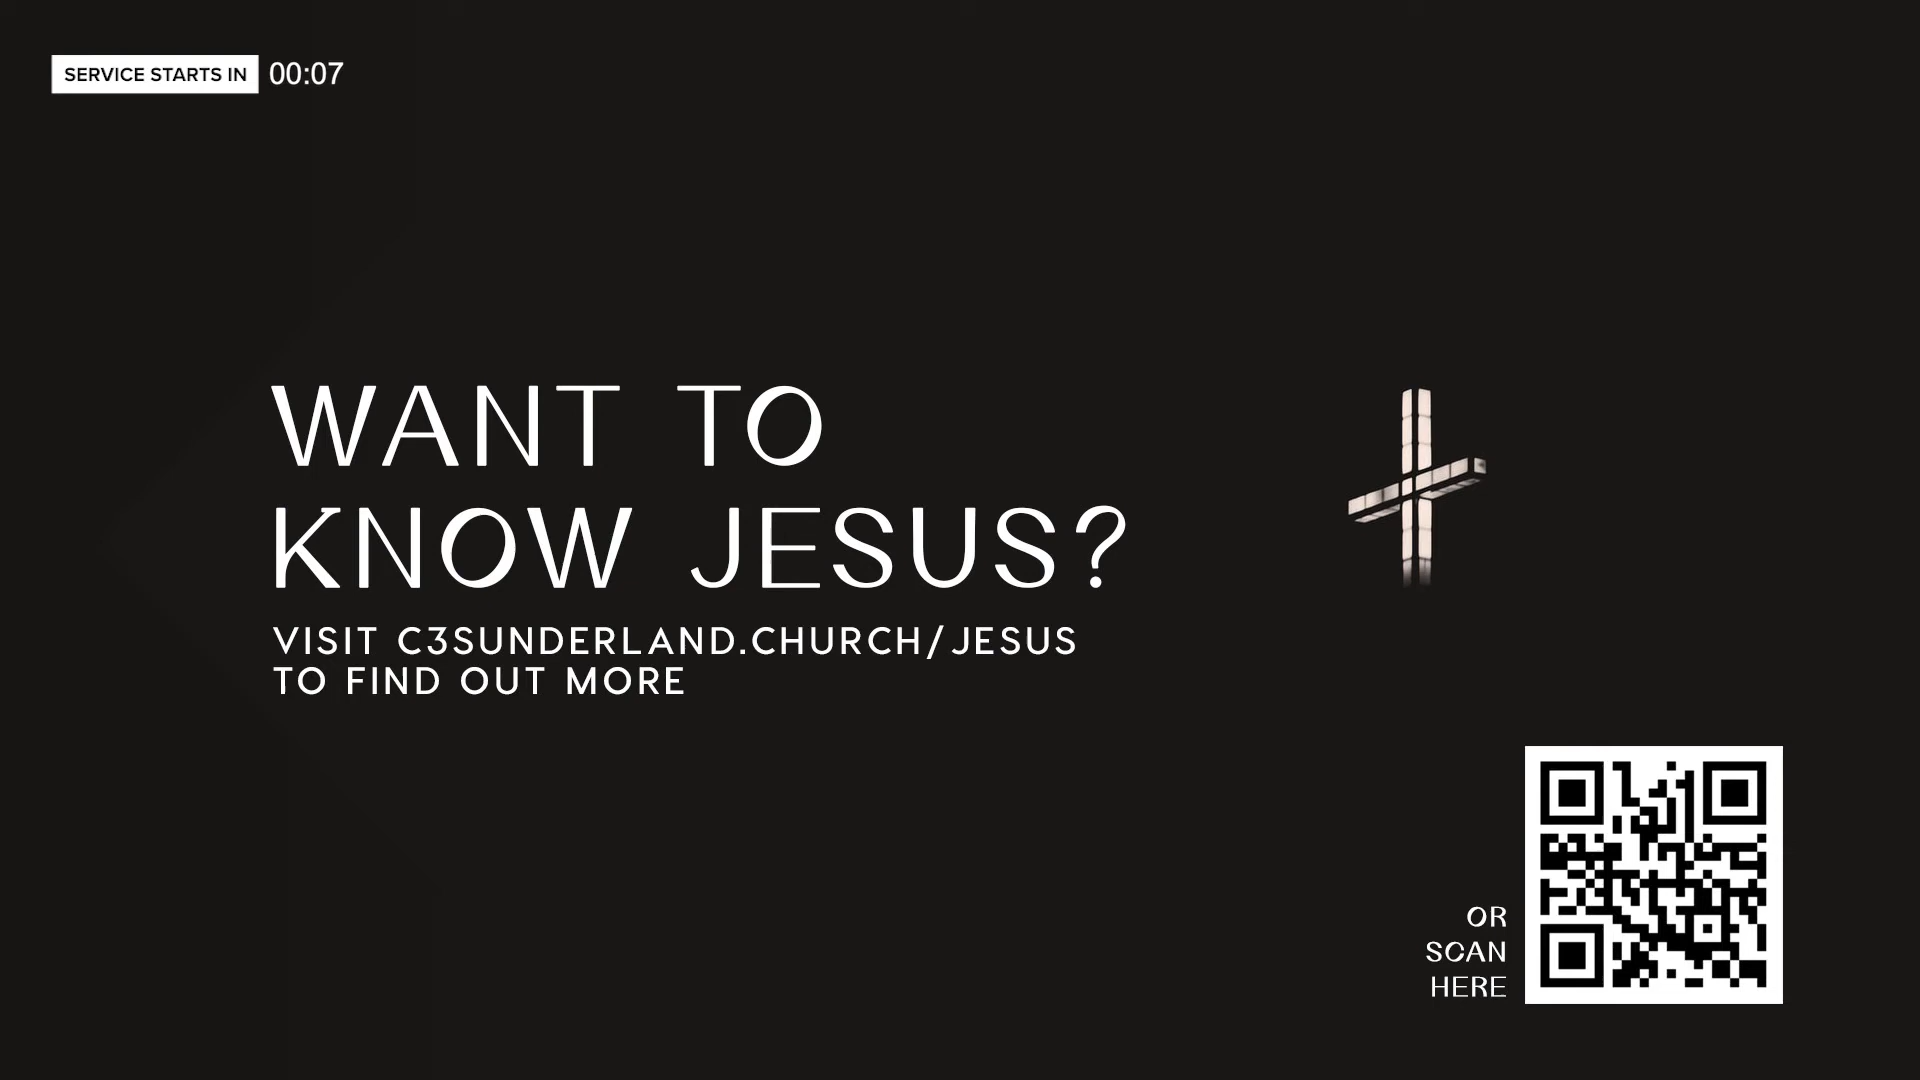 SERVICE STARTS IN 00:07
WANT TO
KNOW JESUS?
VISIT C3SUNDERLAND.CHURCH/JESUS
TO FIND OUT MORE
OR
SCAN
HERE